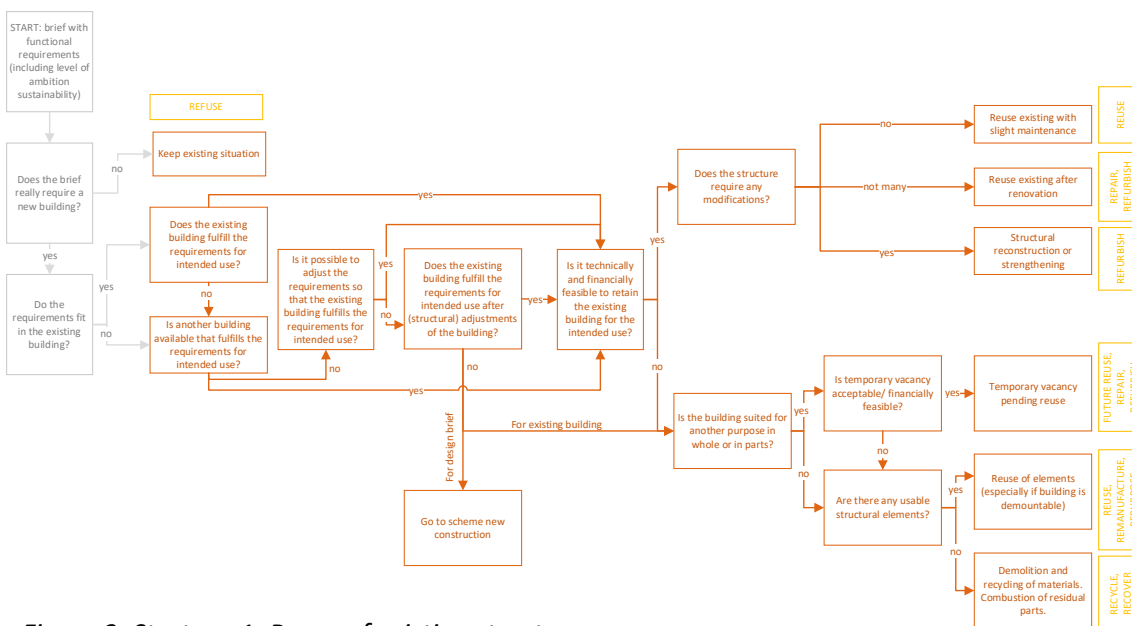 START: brief with
functional
requirements
(including level of
ambition
sustainability)
REFUSE
Keep existing situation
no
Does the brief
really require a
new building?
yes
Do the
requirements fit
in the existing
building?
yes
no
Does the existing
building fulfill the
requirements for
intended use?
no
yes
Is another building
available that fulfills the
requirements for
intended use?
no
yes
Is it possible to
adjust the
requirements so
that the existing
building fulfills the
requirements for
intended use?
yes
no
Does the existing
building fulfill the
requirements for
intended use after
(structural) adjustments
of the building?
yes
no
For existing building
For design brief
Go to scheme new
construction
Is it technically
and financially
feasible to retain
the existing
building for the
intended use?
yes
no
Does the structure
require any
modifications?
no
not many
yes
Reuse existing with
slight maintenance
REUSE
Reuse existing after
renovation
REPAIR,
REFURBISH
Structural
reconstruction or
strengthening
REFURBISH
Is the building suited for
another purpose in
whole or in parts?
yes
no
Is temporary vacancy
acceptable/ financially
feasible?
yes
no
Temporary vacancy
pending reuse
FUTURE REUSE,
REPAIR,
Are there any usable
structural elements?
yes
no
Reuse of elements
(especially if building is
demountable)
REUSE,
REMANUFACTURE,
Demolition and
recycling of materials.
Combustion of residual
parts.
RECYCLE,
RECOVER